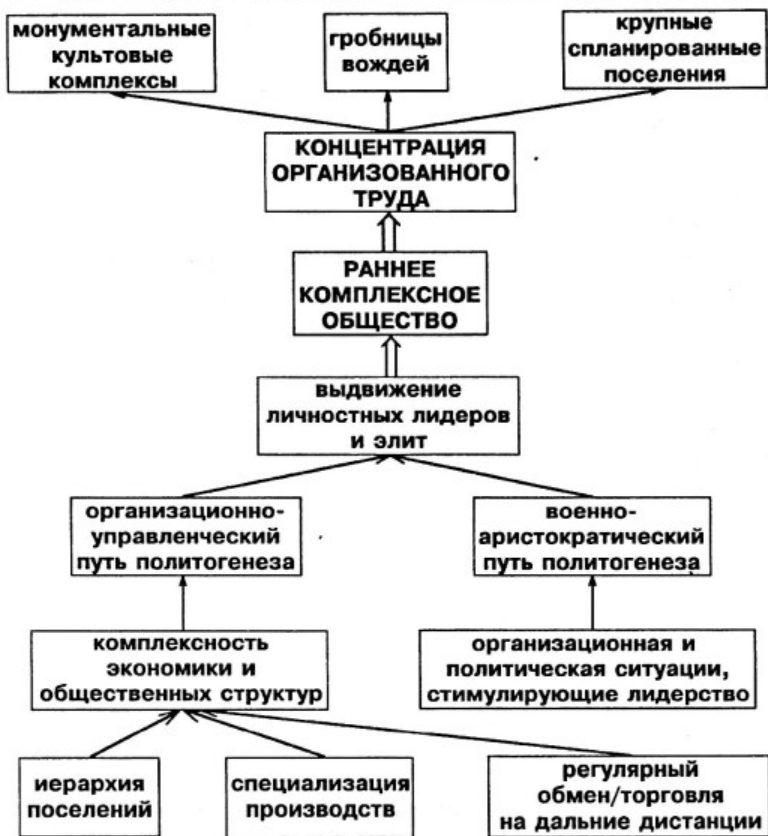 монументальные
культовые
комплексы
гробницы
вождей
крупные
спланированные
поселения
КОНЦЕНТРАЦИЯ
ОРГАНИЗОВАННОГО
ТРУДА
РАННЕЕ
КОМПЛЕКСНОЕ
ОБЩЕСТВО
выдвижение
личностных лидеров
и элит
организационно-
управленческий
путь политогенеза
военно-
аристократический
путь политогенеза
комплексность
экономики и
общественных структур
организационная и
политическая ситуации,
стимулирующие лидерство
иерархия
поселений
специализация
производств
регулярный
обмен/торговля
на дальние дистанции